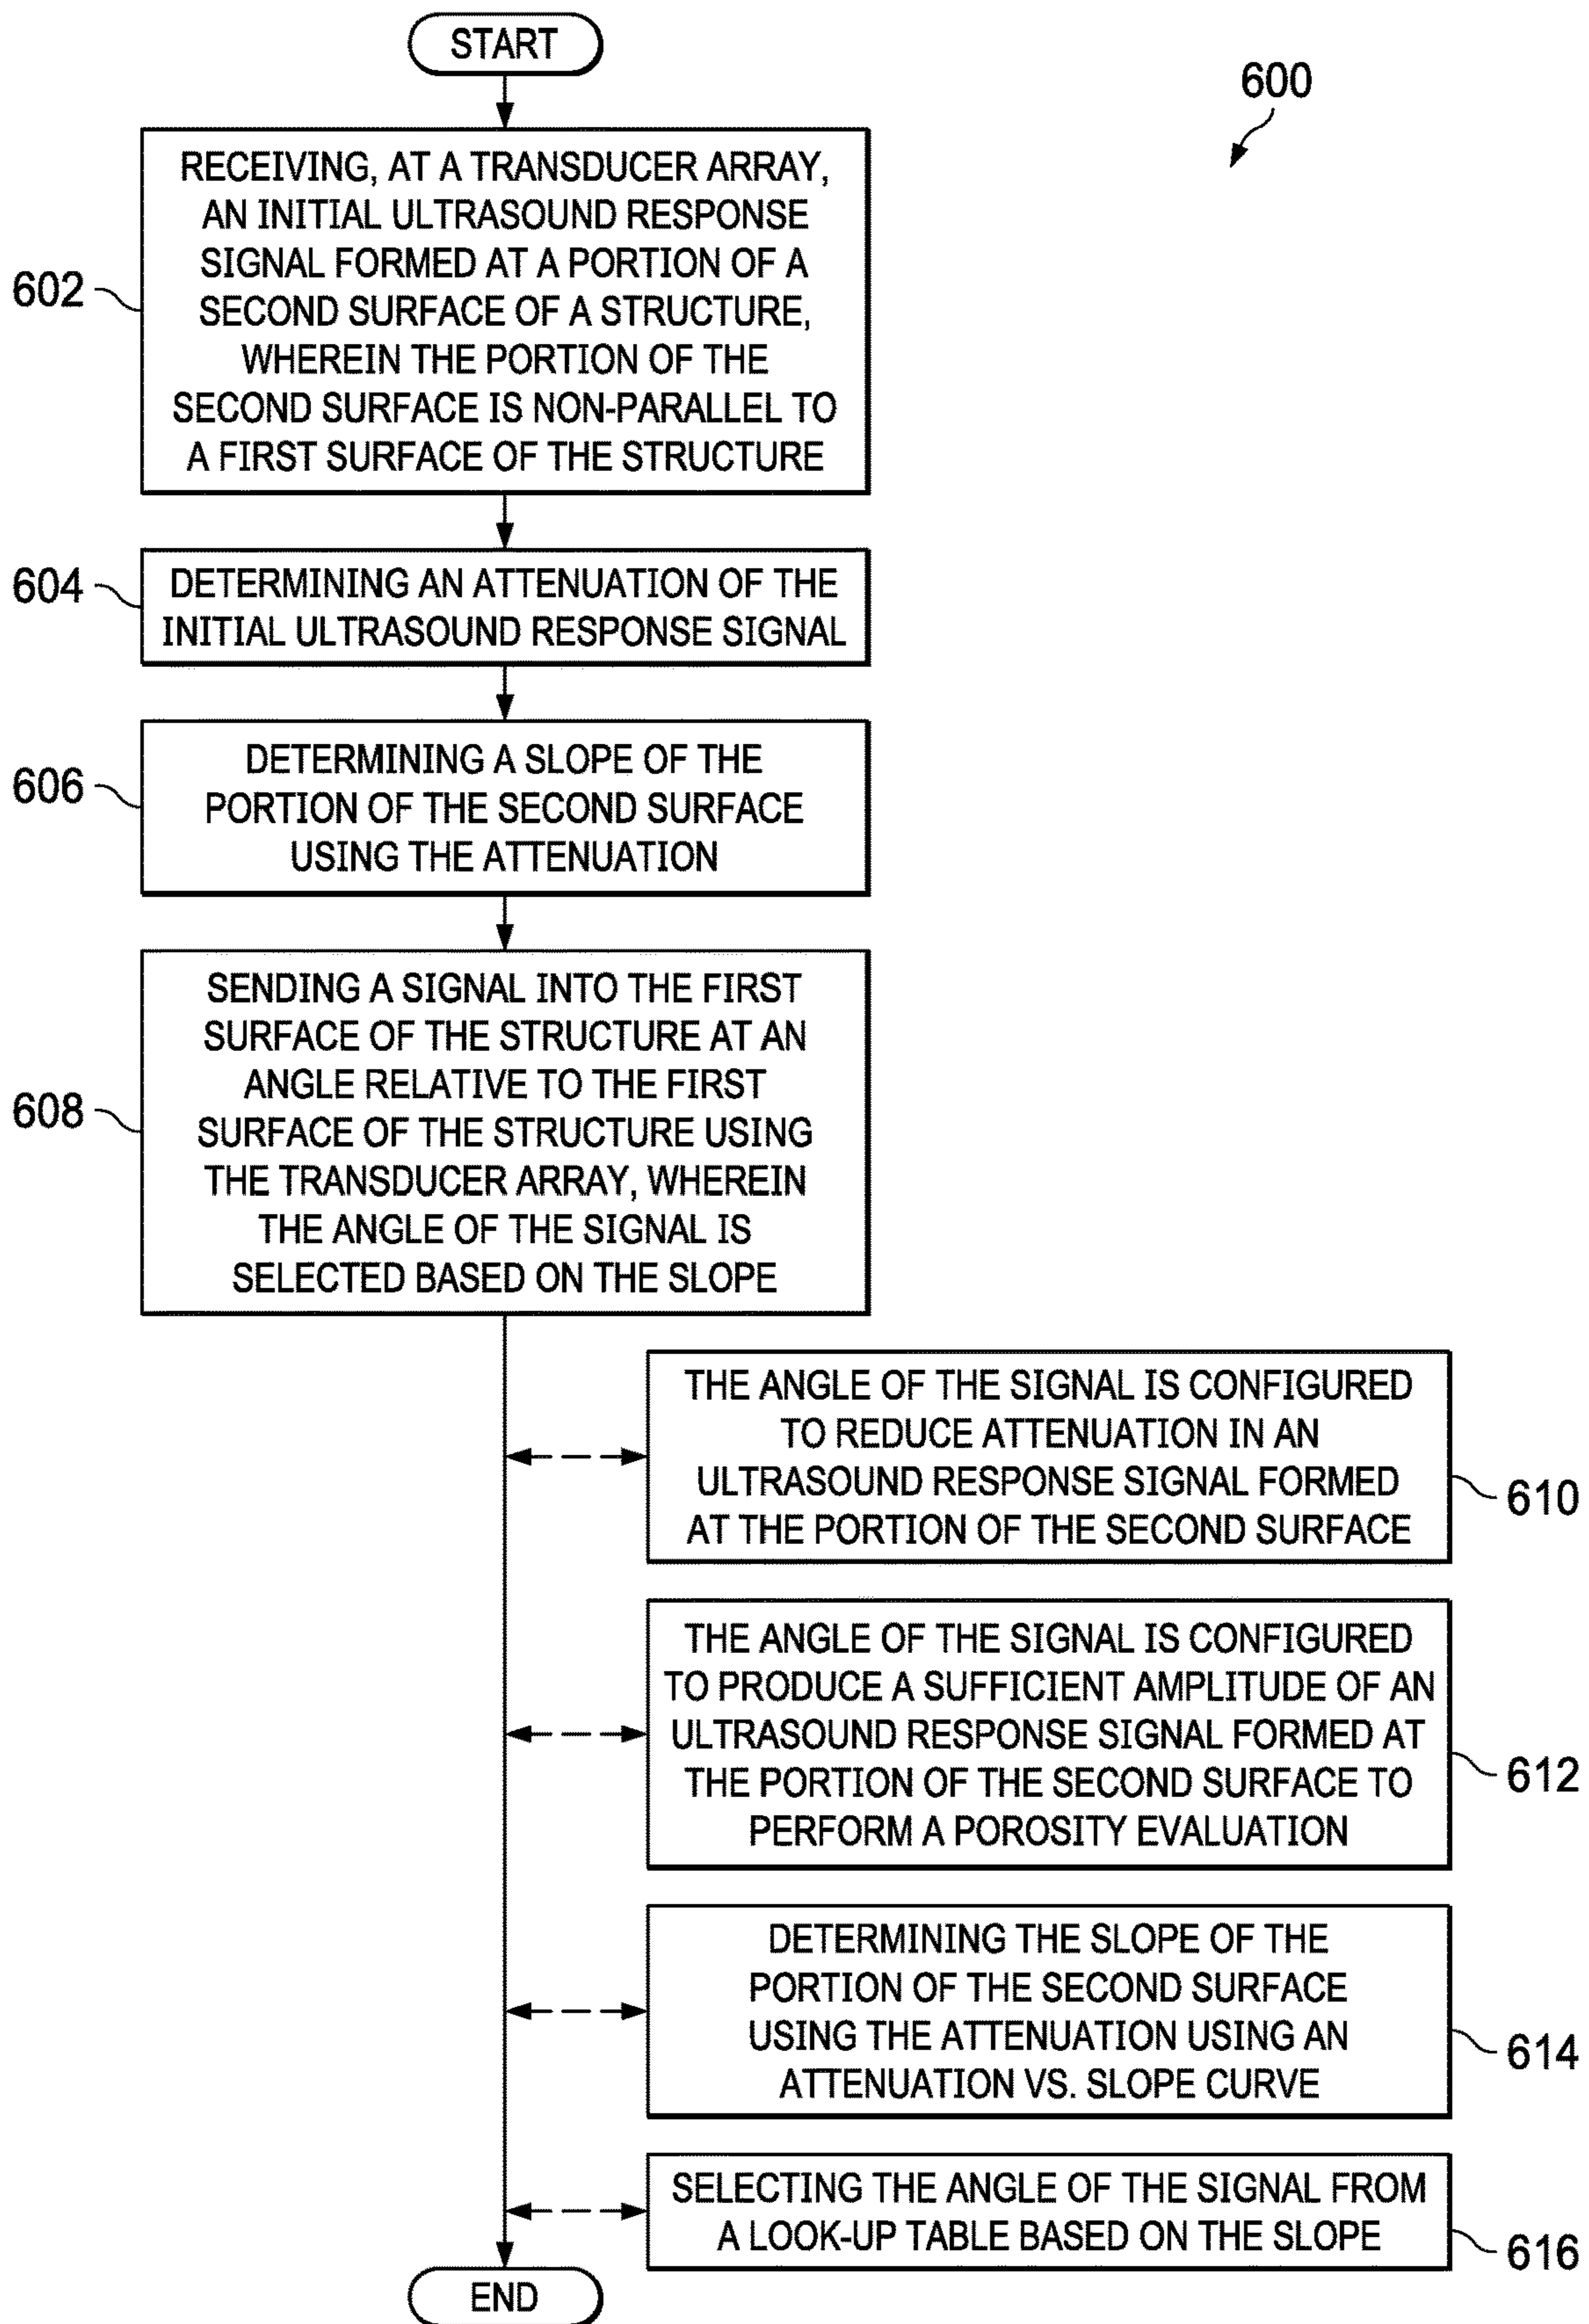 START
600
RECEIVING, AT A TRANSDUCER ARRAY,
AN INITIAL ULTRASOUND RESPONSE
SIGNAL FORMED AT A PORTION OF A
SECOND SURFACE OF A STRUCTURE,
WHEREIN THE PORTION OF THE
SECOND SURFACE IS NON-PARALLEL TO
A FIRST SURFACE OF THE STRUCTURE
602
DETERMINING AN ATTENUATION OF THE
INITIAL ULTRASOUND RESPONSE SIGNAL
604
DETERMINING A SLOPE OF THE
PORTION OF THE SECOND SURFACE
USING THE ATTENUATION
606
SENDING A SIGNAL INTO THE FIRST
SURFACE OF THE STRUCTURE AT AN
ANGLE RELATIVE TO THE FIRST
SURFACE OF THE STRUCTURE USING
THE TRANSDUCER ARRAY, WHEREIN
THE ANGLE OF THE SIGNAL IS
SELECTED BASED ON THE SLOPE
608
THE ANGLE OF THE SIGNAL IS CONFIGURED
TO REDUCE ATTENUATION IN AN
ULTRASOUND RESPONSE SIGNAL FORMED
AT THE PORTION OF THE SECOND SURFACE
610
THE ANGLE OF THE SIGNAL IS CONFIGURED
TO PRODUCE A SUFFICIENT AMPLITUDE OF AN
ULTRASOUND RESPONSE SIGNAL FORMED AT
THE PORTION OF THE SECOND SURFACE TO
PERFORM A POROSITY EVALUATION
612
DETERMINING THE SLOPE OF THE
PORTION OF THE SECOND SURFACE
USING THE ATTENUATION USING AN
ATTENUATION VS. SLOPE CURVE
614
SELECTING THE ANGLE OF THE SIGNAL FROM
A LOOK-UP TABLE BASED ON THE SLOPE
616
END